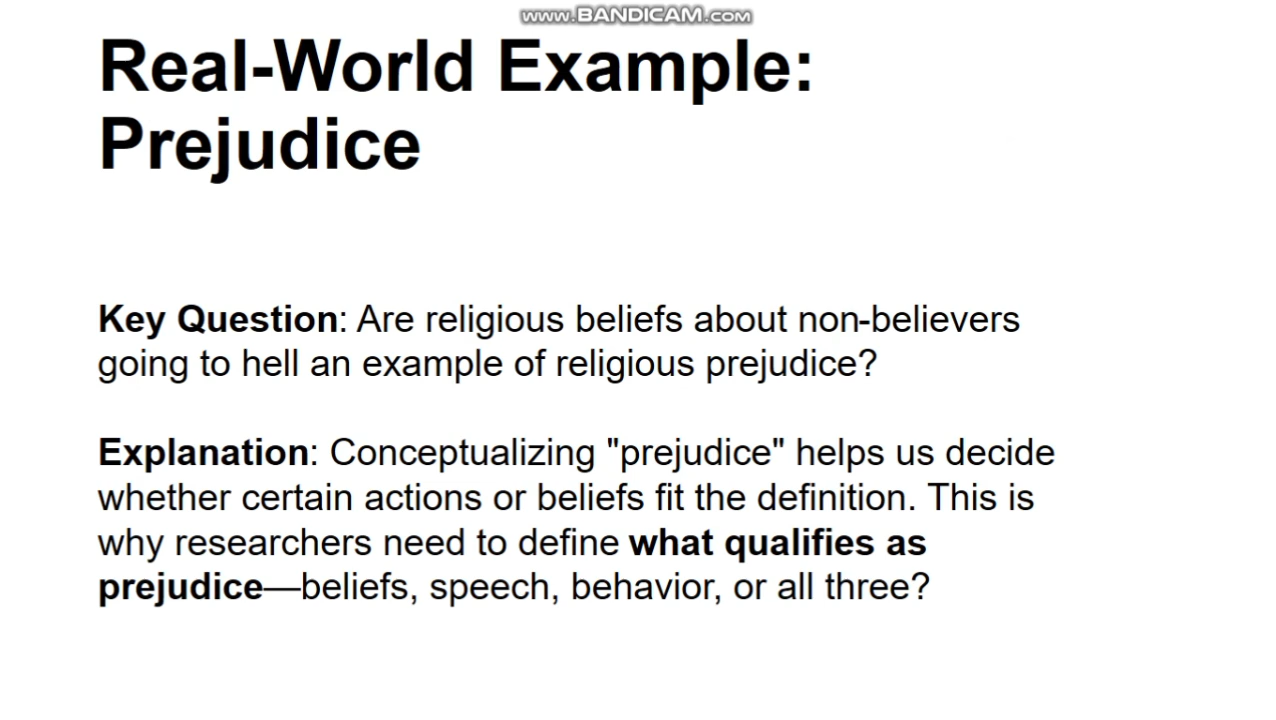 www.BANDICAM.com
Real-World Example:
Prejudice
Key Question: Are religious beliefs about non-believers
going to hell an example of religious prejudice?
Explanation: Conceptualizing "prejudice" helps us decide
whether certain actions or beliefs fit the definition. This is
why researchers need to define what qualifies as
prejudice—beliefs, speech, behavior, or all three?